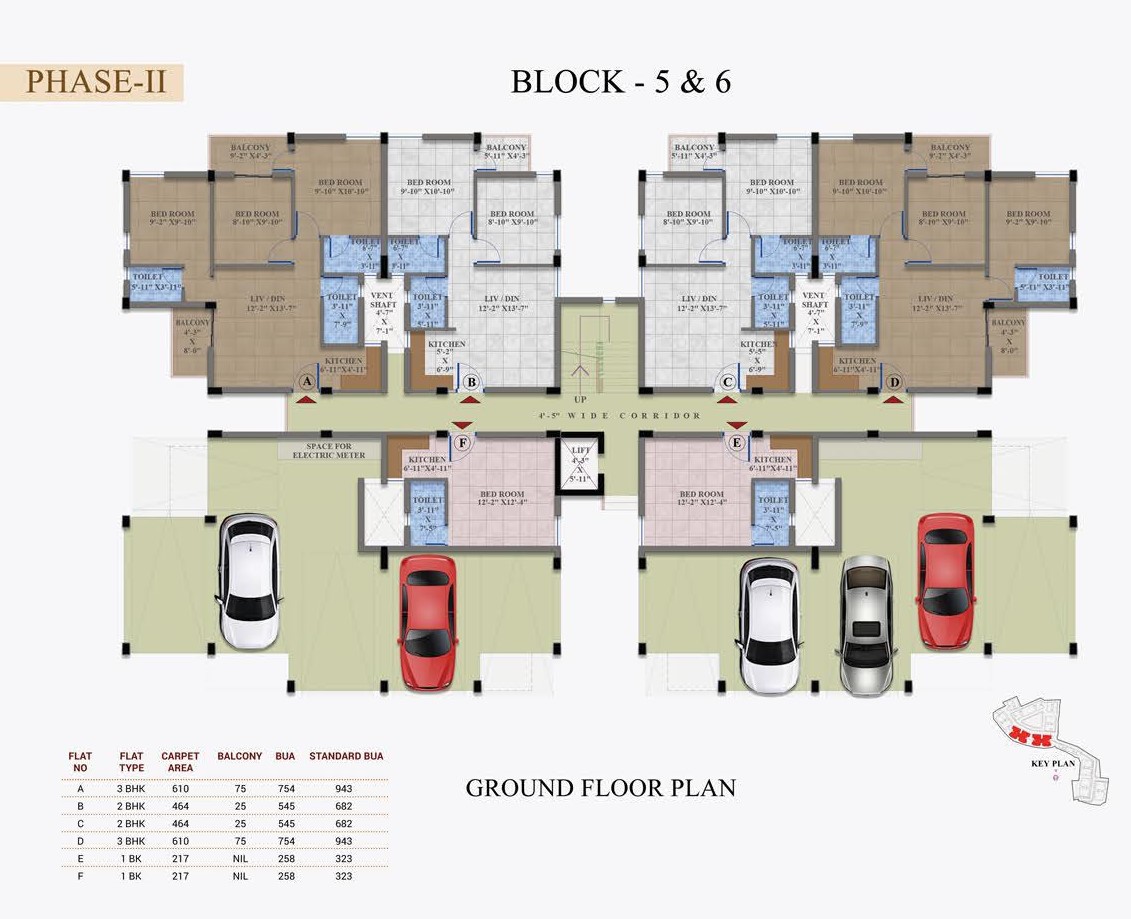 PHASE-II
BLOCK - 5 & 6
BALCONY
9'-2" X4'-3"
BALCONY
5'-11" X4'-3"
BALCONY
5'-11" X4'-3"
BALCONY
9'-2" X4'-3"
BED ROOM
9'-10" X10'-10"
BED ROOM
9'-10" X10'-10"
BED ROOM
9'-10" X10'-10"
BED ROOM
9'-10" X10'-10"
BED ROOM
9'-2" X9'-10"
BED ROOM
8'-10" X9'-10"
BED ROOM
8'-10" X9'-10"
BED ROOM
8'-10" X9'-10"
BED ROOM
8'-10" X9'-10"
BED ROOM
9'-2" X9'-10"
TOILET
6'-7"
X
3'-11"
TOILET
6'-7"
X
3'-11"
TOILET
6'-7"
X
3'-11"
TOILET
6'-7"
X
3'-11"
TOILET
5'-11" X3'-11"
TOILET
5'-11" X3'-11"
LIV / DIN
12'-2" X13'-7"
TOILET
3'-11"
X
7'-9"
VENT
SHAFT
4'-7"
X
7'-1"
TOILET
3'-11"
X
5'-11"
LIV / DIN
12'-2" X13'-7"
LIV / DIN
12'-2" X13'-7"
TOILET
3'-11"
X
5'-11"
VENT
SHAFT
4'-7"
X
7'-1"
TOILET
3'-11"
X
7'-9"
LIV / DIN
12'-2" X13'-7"
BALCONY
4'-3"
X
8'-0"
BALCONY
4'-3"
X
8'-0"
KITCHEN
6'-11"X4'-11"
KITCHEN
5'-2"
X
6'-9"
KITCHEN
5'-5"
X
6'-9"
KITCHEN
6'-11"X4'-11"
A
B
C
D
UP
4'-5" WIDE CORRIDOR
F
E
SPACE FOR
ELECTRIC METER
KITCHEN
6'-11"X4'-11"
LIFT
4'-3"
X
5'-11"
KITCHEN
6'-11"X4'-11"
TOILET
3'-11"
X
7'-5"
BED ROOM
12'-2" X12'-4"
BED ROOM
12'-2" X12'-4"
TOILET
3'-11"
X
7'-5"
KEY PLAN
GROUND FLOOR PLAN
FLAT NO FLAT TYPE CARPET AREA BALCONY BUA STANDARD BUA
A 3 BHK 610 75 754 943
B 2 BHK 464 25 545 682
C 2 BHK 464 25 545 682
D 3 BHK 610 75 754 943
E 1 BK 217 NIL 258 323
F 1 BK 217 NIL 258 323